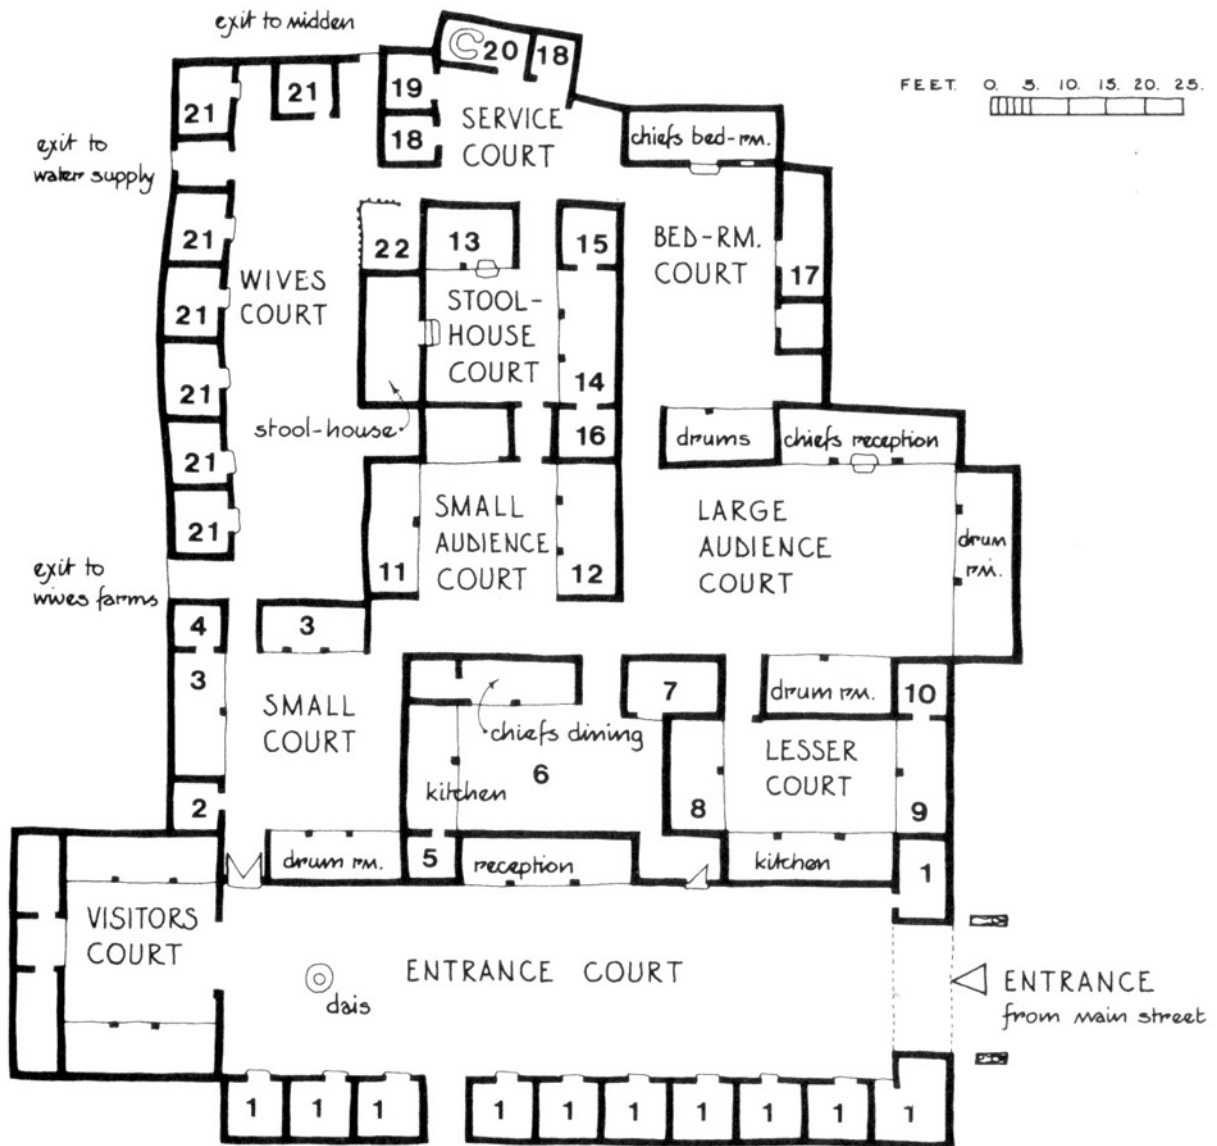 exit to midden
20
18
FEET. 0. 5. 10. 15. 20. 25.
21
21
19
SERVICE
COURT
18
chiefs bed-rm.
exit to
water supply
21
22
13
15
BED-RM.
COURT
17
WIVES
COURT
21
STOOL-
HOUSE
COURT
14
21
stool-house
16
drums
chiefs reception
21
21
SMALL
AUDIENCE
COURT
11
12
LARGE
AUDIENCE
COURT
drum
rm.
exit to
wives farms
4
3
3
7
drum rm.
10
SMALL
COURT
chiefs dining
6
LESSER
COURT
kitchen
2
8
9
drum rm.
5
reception
kitchen
1
VISITORS
COURT
ENTRANCE COURT
dais
ENTRANCE
from main street
1 1 1 1 1 1 1 1 1 1